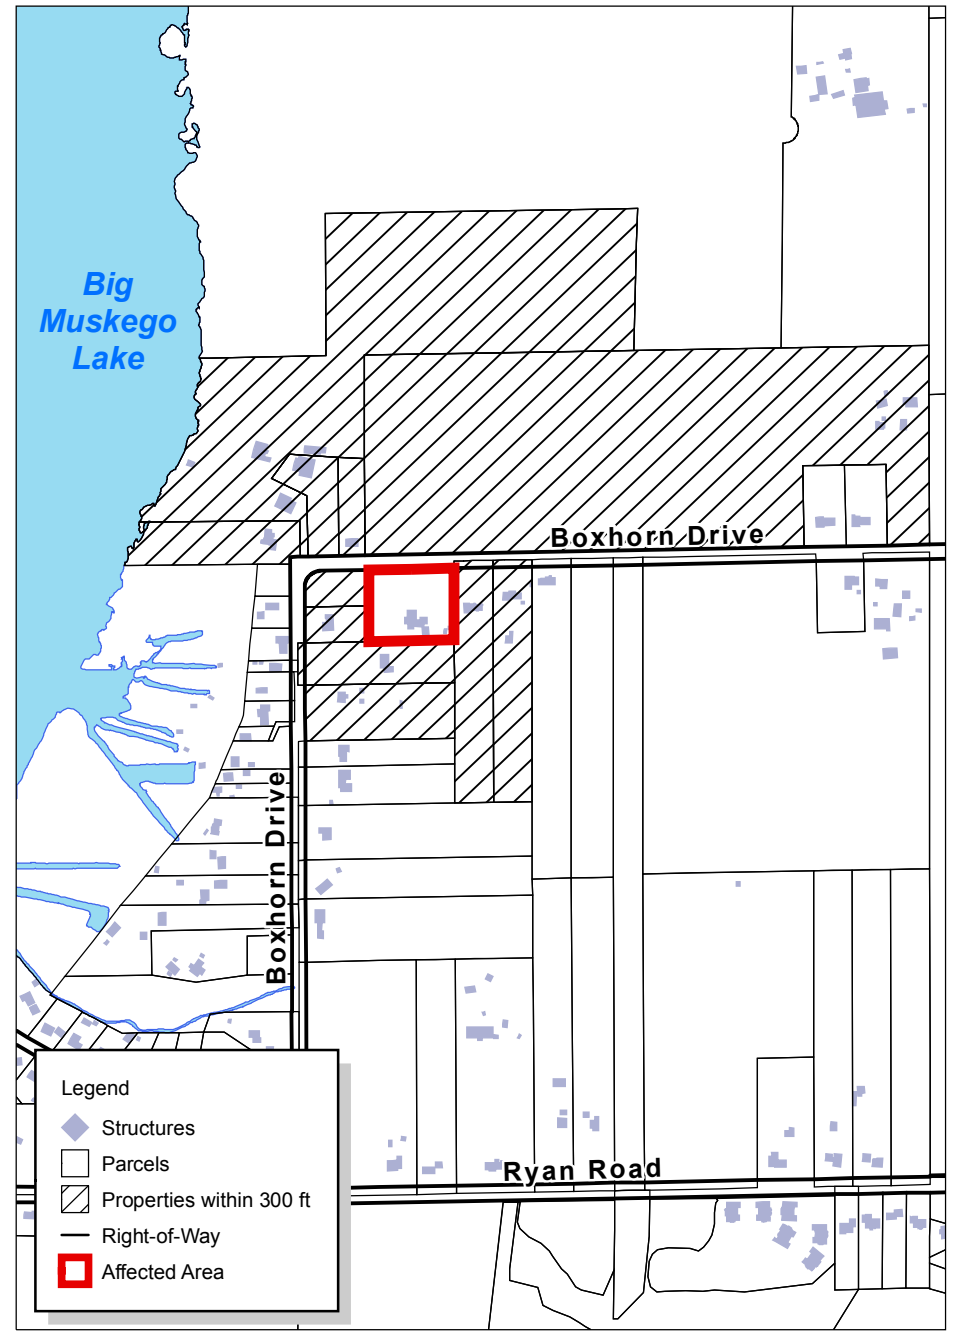 Big
Muskego
Lake
Boxhorn Drive
Boxhorn Drive
Ryan Road
Legend
Structures
Parcels
Properties within 300 ft
Right-of-Way
Affected Area